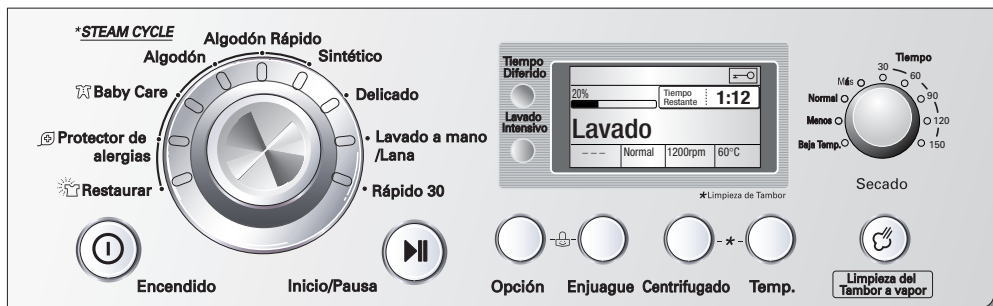 *STEAM CYCLE
Algodón Rápido
Algodón
Sintético
Baby Care
Delicado
Protector de
alergias
Lavado a mano
/Lana
Restaurar
Rápido 30
Encendido
Inicio/Pausa
Tiempo
Diferido
Lavado
Intensivo
20%
Tiempo
Restante
1:12
Lavado
--- Normal 1200rpm 60°C
*Limpieza de Tambor
Opción
Enjuague
Centrifugado
-*-
Temp.
Tiempo
30
60
90
120
150
Más
Normal
Menos
Baja Temp.
Secado
Limpieza del
Tambor a vapor